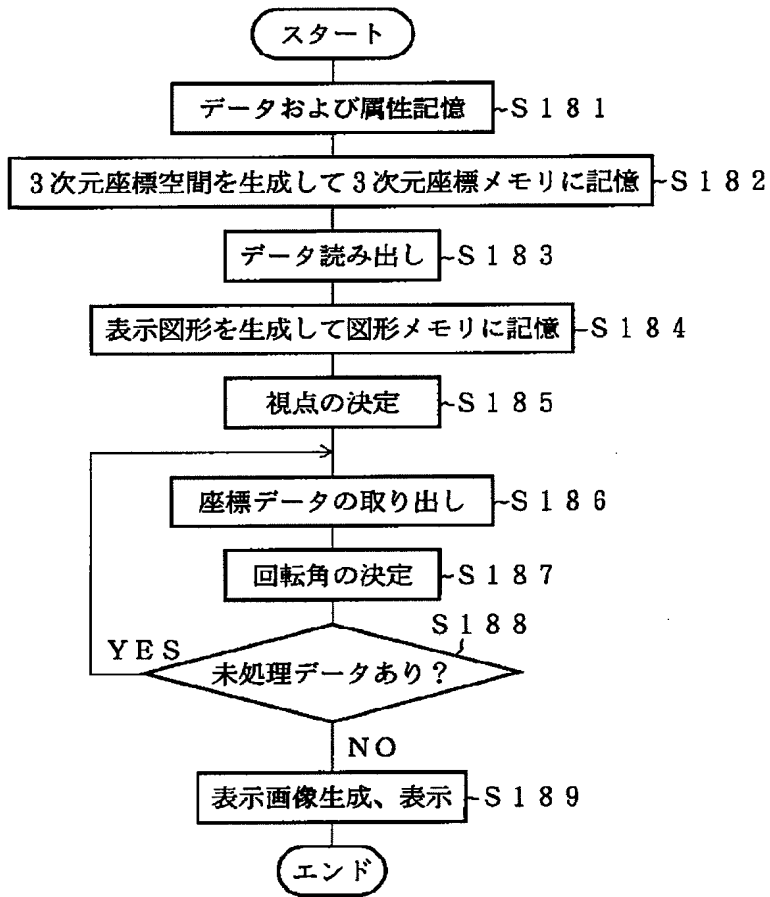 スタート
データおよび属性記憶 ~S181
3次元座標空間を生成して3次元座標メモリに記憶 ~S182
データ読み出し ~S183
表示図形を生成して図形メモリに記憶 ~S184
視点の決定 ~S185
座標データの取り出し ~S186
回転角の決定 ~S187
S188
YES
未処理データあり?
NO
表示画像生成、表示 ~S189
エンド